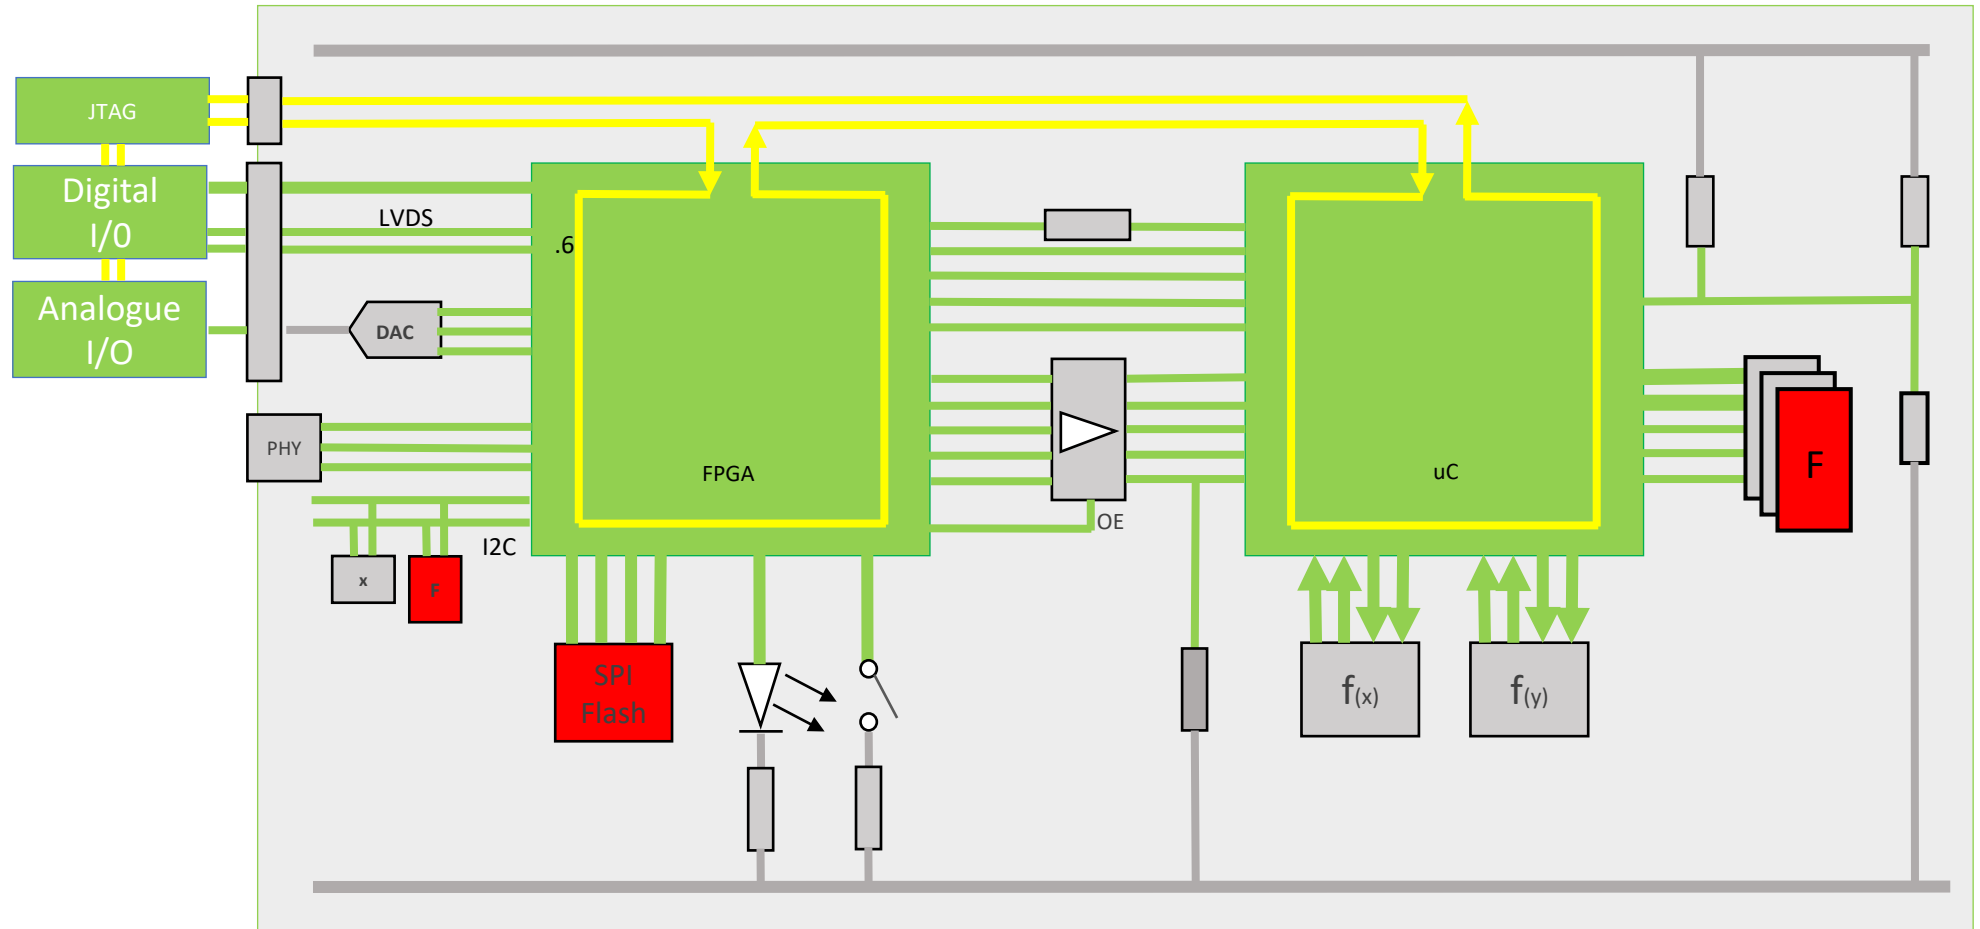 JTAG
Digital
I/0
LVDS
.6
Analogue
I/O
DAC
PHY
FPGA
uC
F
OE
I2C
x
F
SPI
Flash
f(x)
f(y)